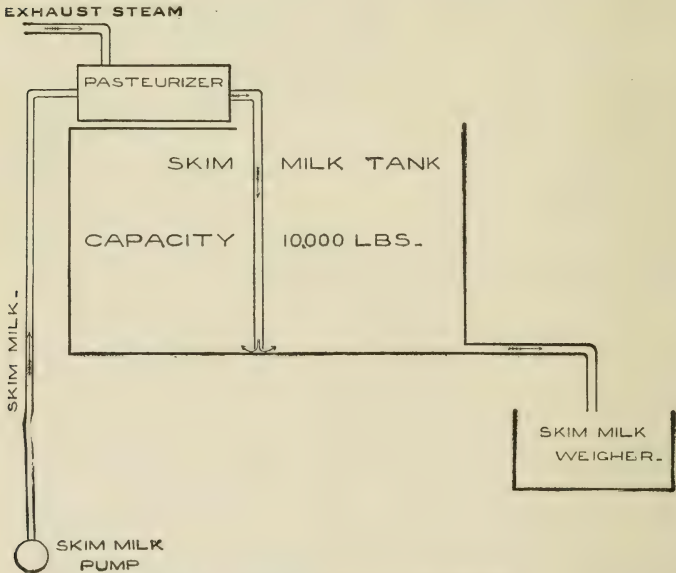 EXHAUST STEAM
PASTEURIZER
SKIM MILK TANK
CAPACITY 10,000 LBS.
SKIM MILK.
SKIM MILK
WEIGHER.
SKIM MILK
PUMP